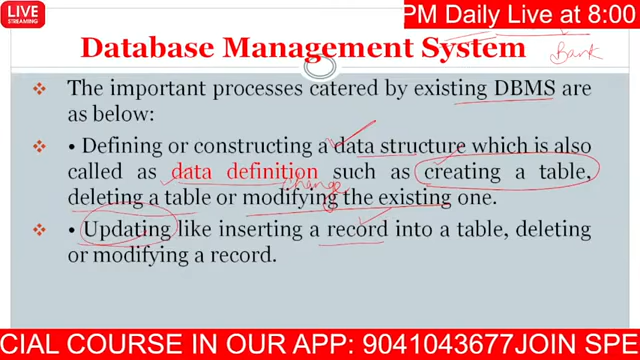 LIVE
STREAMING
PM Daily Live at 8:00
Database Management System
Bank
The important processes catered by existing DBMS are
as below:
• Defining or constructing a data structure which is also
called as data definition such as creating a table,
change
deleting a table or modifying the existing one.
• Updating like inserting a record into a table, deleting
or modifying a record.
CIAL COURSE IN OUR APP: 9041043677JOIN SPE